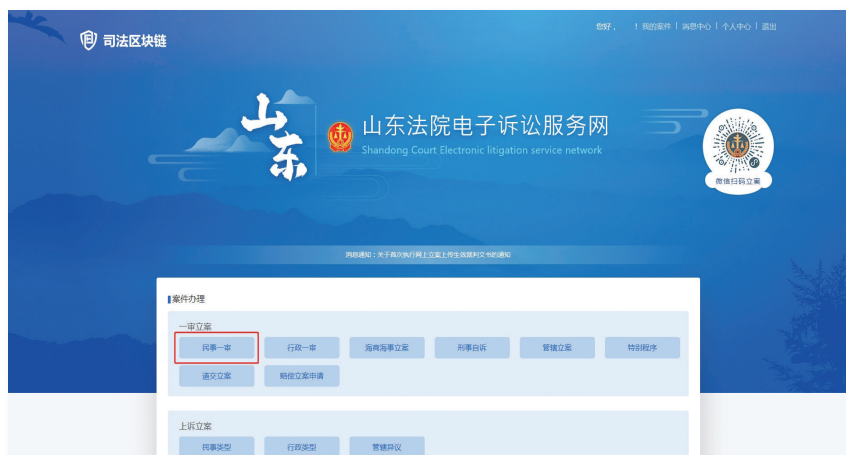 您好， ！我的案件 | 消息中心 | 个人中心 | 退出
司法区块链
山东
山东法院电子诉讼服务网
Shandong Court Electronic litigation service network
微信扫码立案
消息通知：关于首次执行网上立案上传生效裁判文书的通知
案件办理
一审立案
民事一审 行政一审 海商海事立案 刑事自诉 管辖立案 特别程序
道交立案 赔偿立案申请
上诉立案
民事类型 行政类型 管辖异议